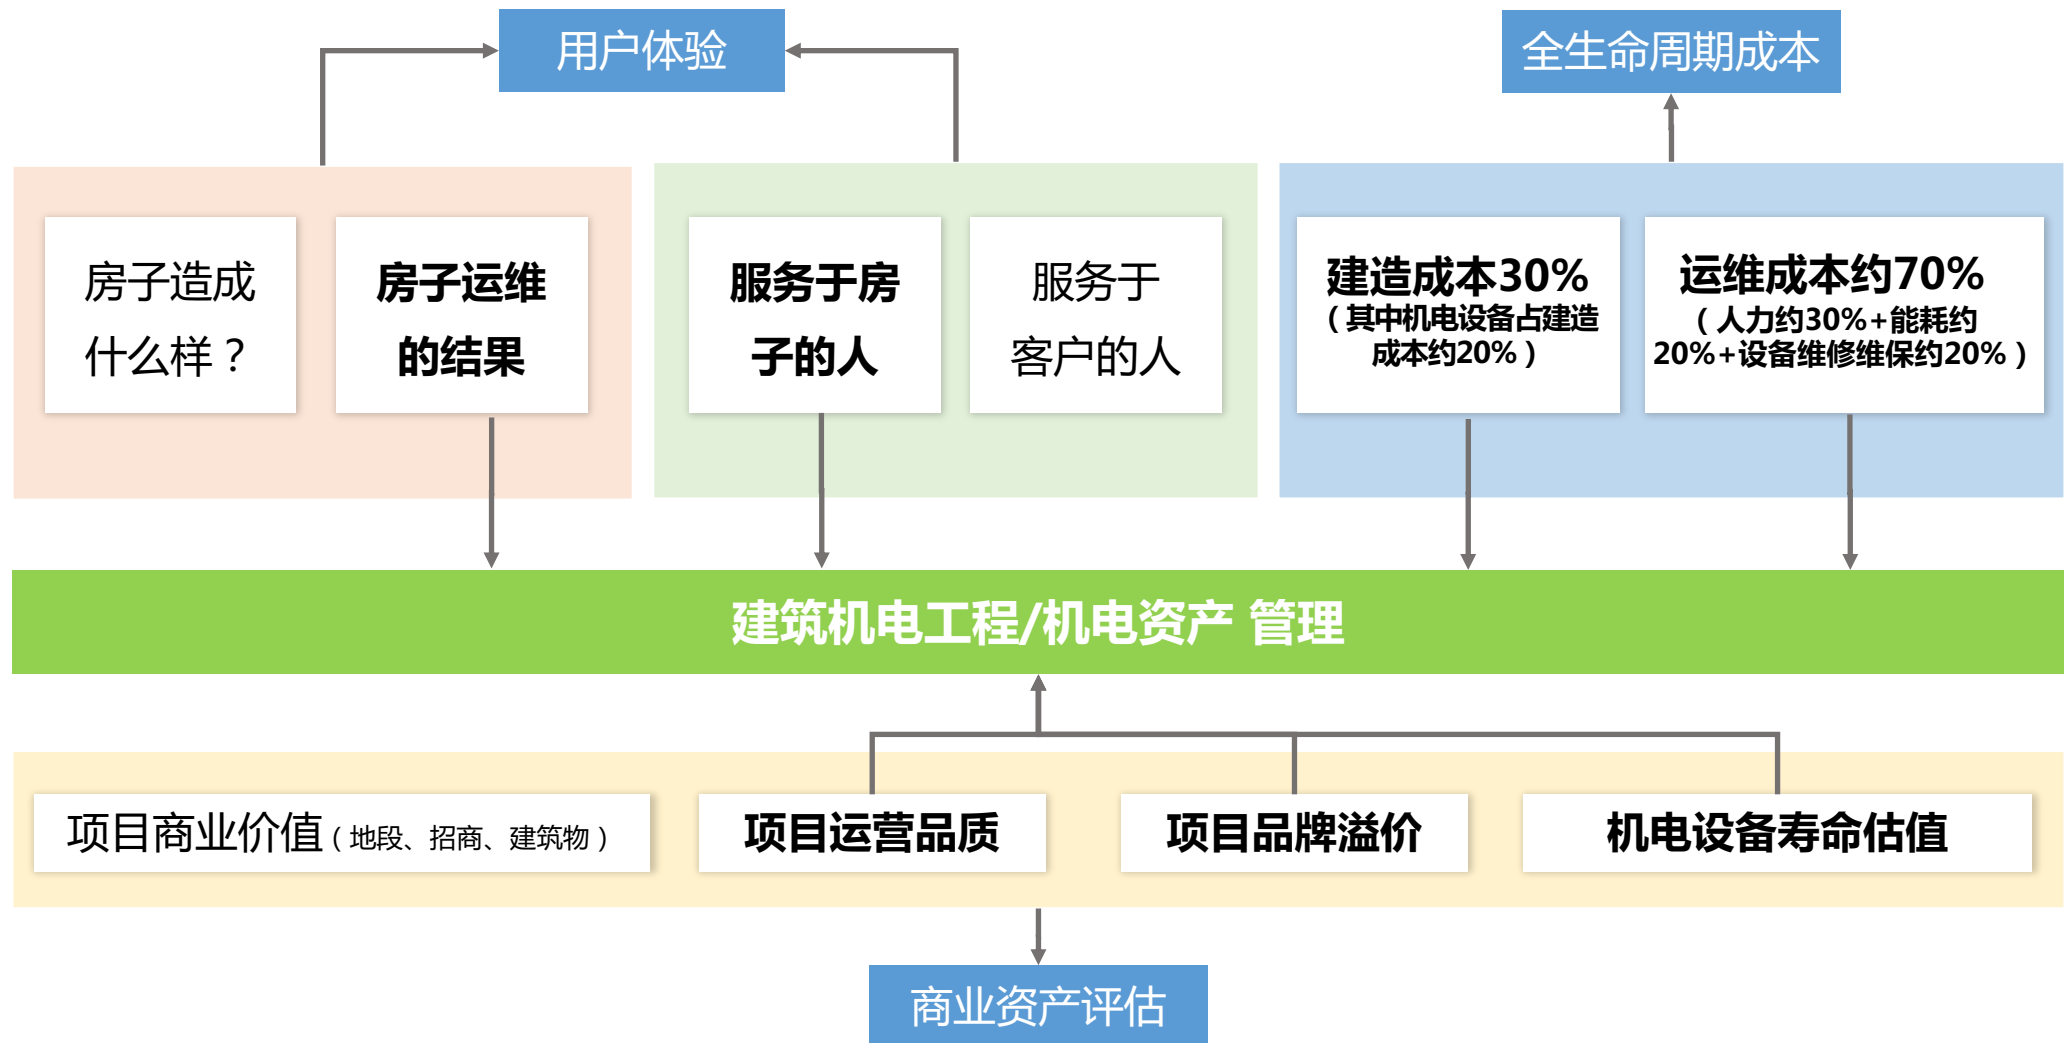 用户体验
全生命周期成本
房子造成
什么样？
房子运维
的结果
服务于房
子的人
服务于
客户的人
建造成本30%
（其中机电设备占建造
成本约20%）
运维成本约70%
（人力约30%+能耗约
20%+设备维修维保约20%）
建筑机电工程/机电资产 管理
项目商业价值（地段、招商、建筑物）
项目运营品质
项目品牌溢价
机电设备寿命估值
商业资产评估